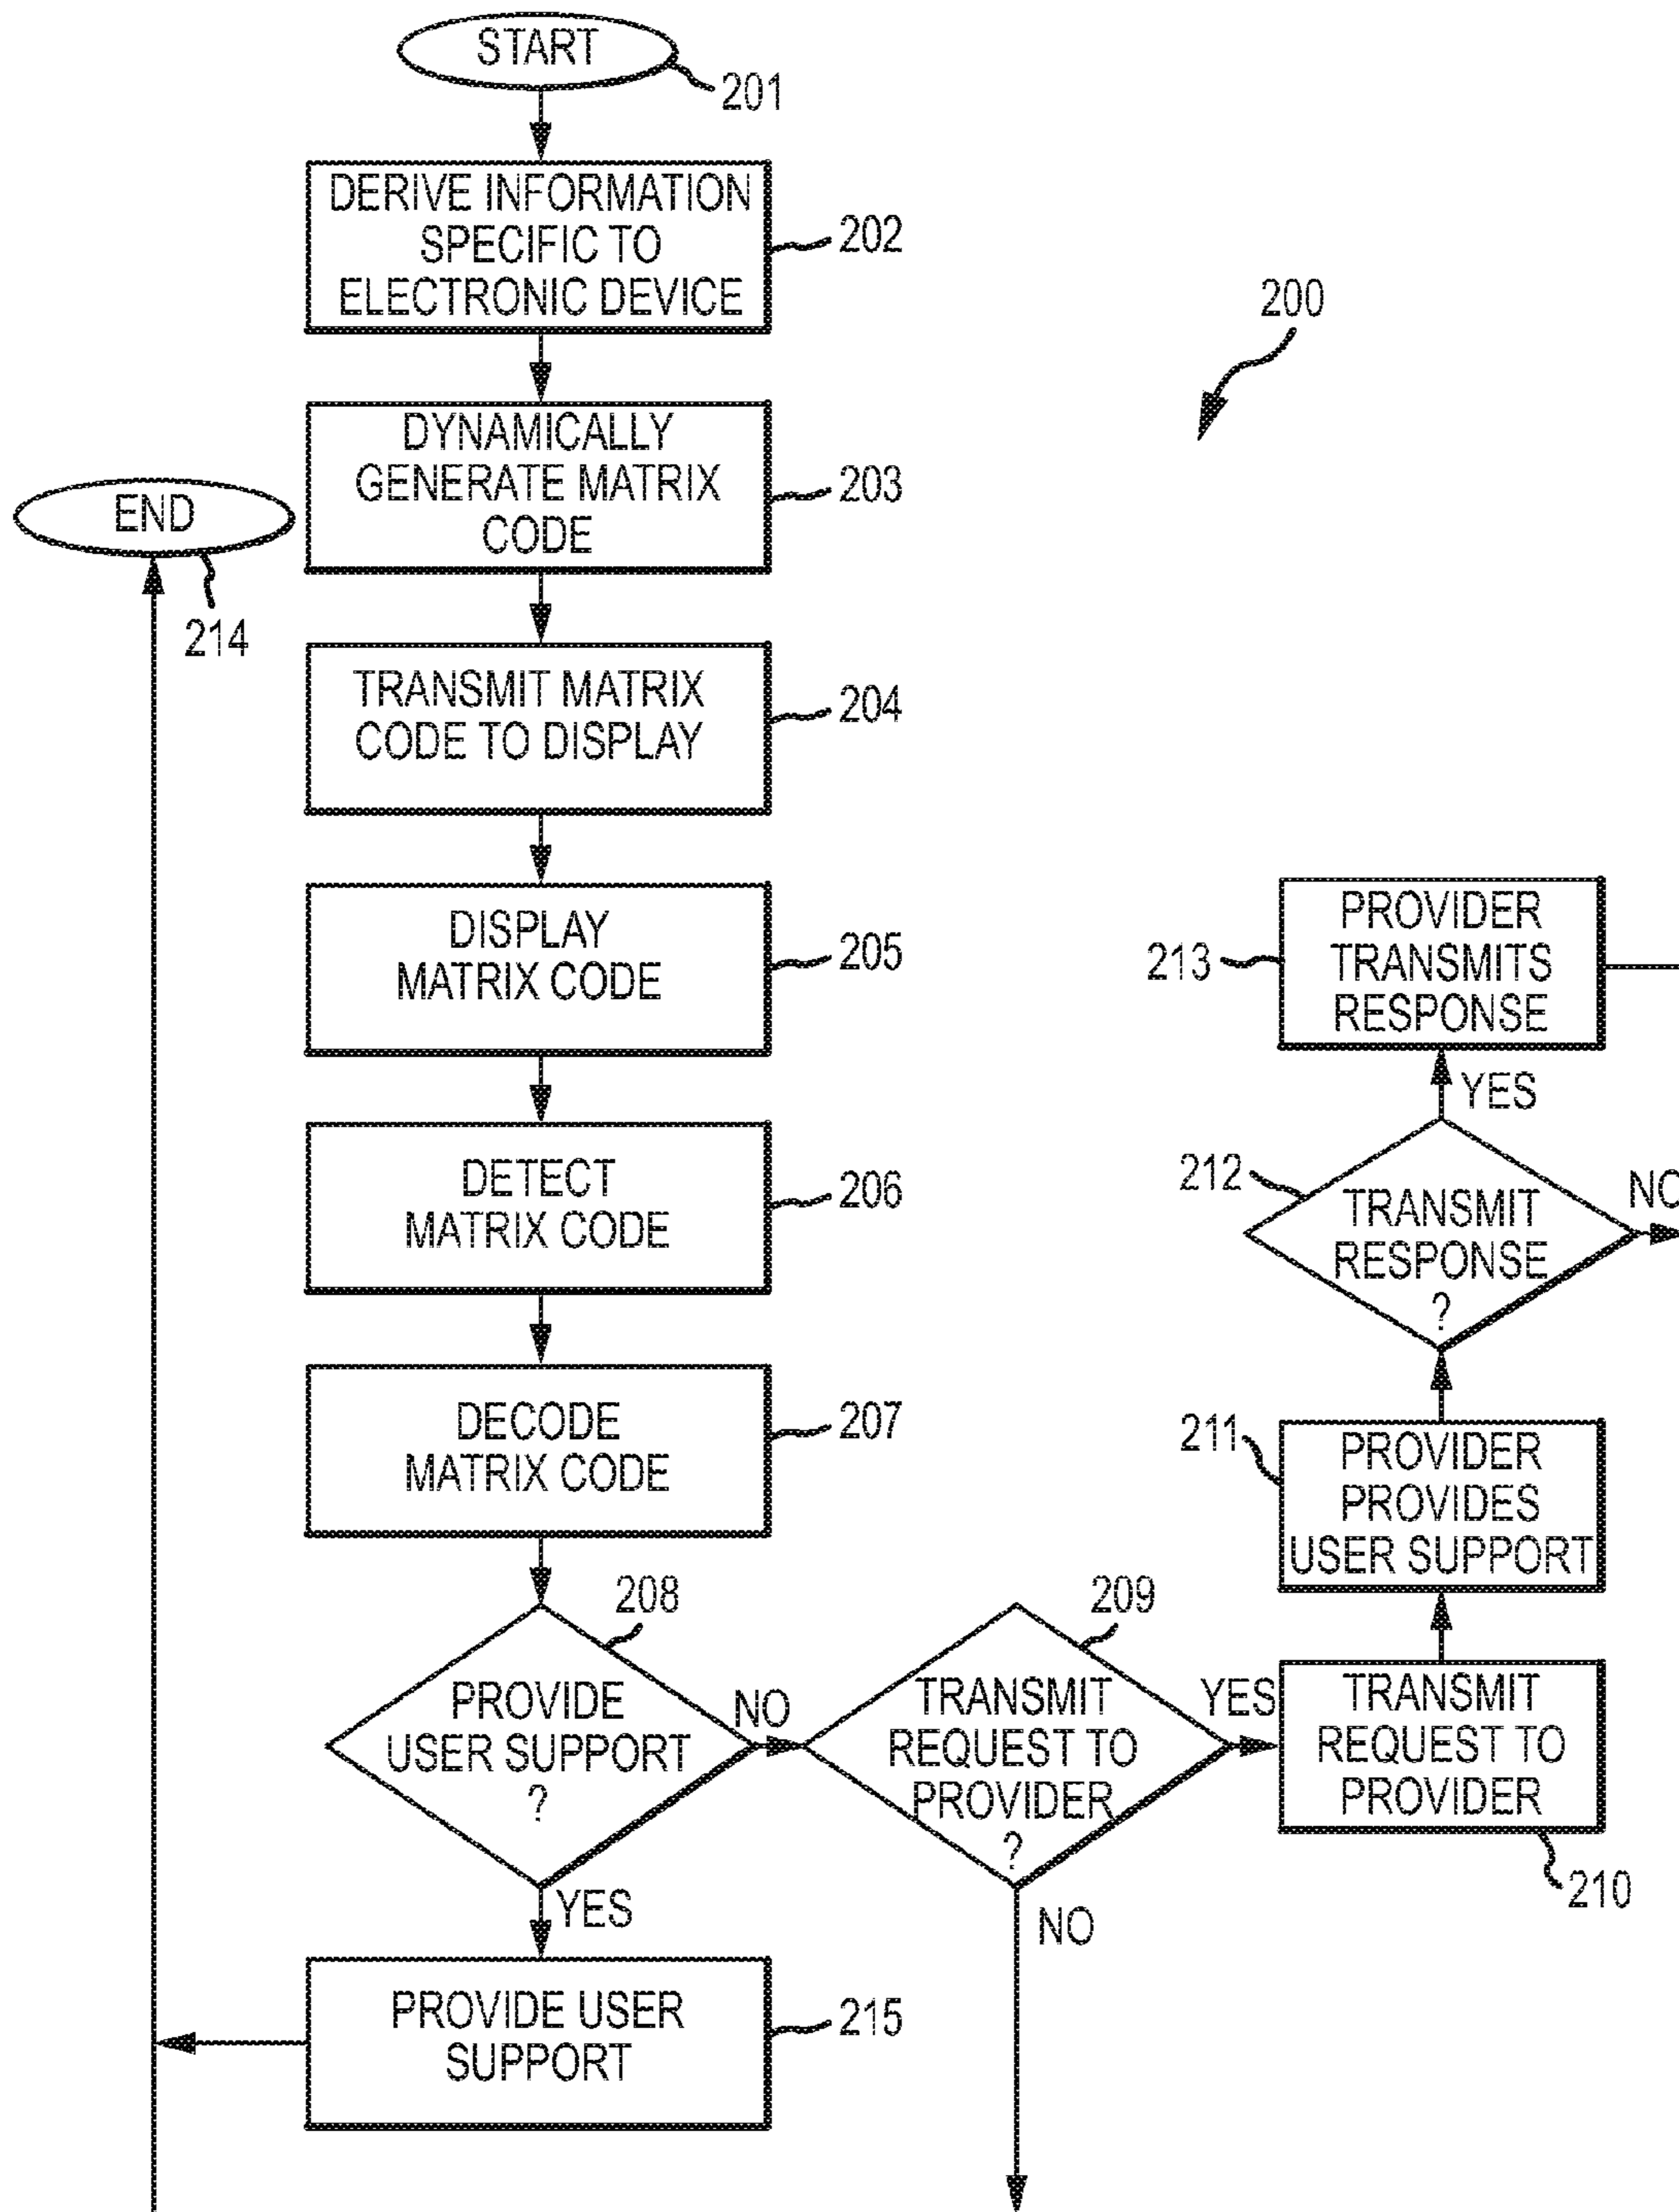 START
201
DERIVE INFORMATION
SPECIFIC TO
ELECTRONIC DEVICE
202
200
DYNAMICALLY
GENERATE MATRIX
CODE
203
END
214
TRANSMIT MATRIX
CODE TO DISPLAY
204
DISPLAY
MATRIX CODE
205
DETECT
MATRIX CODE
206
DECODE
MATRIX CODE
207
208
PROVIDE
USER SUPPORT
?
NO
YES
209
TRANSMIT
REQUEST TO
PROVIDER
?
YES
NO
TRANSMIT
REQUEST TO
PROVIDER
210
211
PROVIDER
PROVIDES
USER SUPPORT
212
TRANSMIT
RESPONSE
?
YES
NO
213
PROVIDER
TRANSMITS
RESPONSE
PROVIDE USER
SUPPORT
215